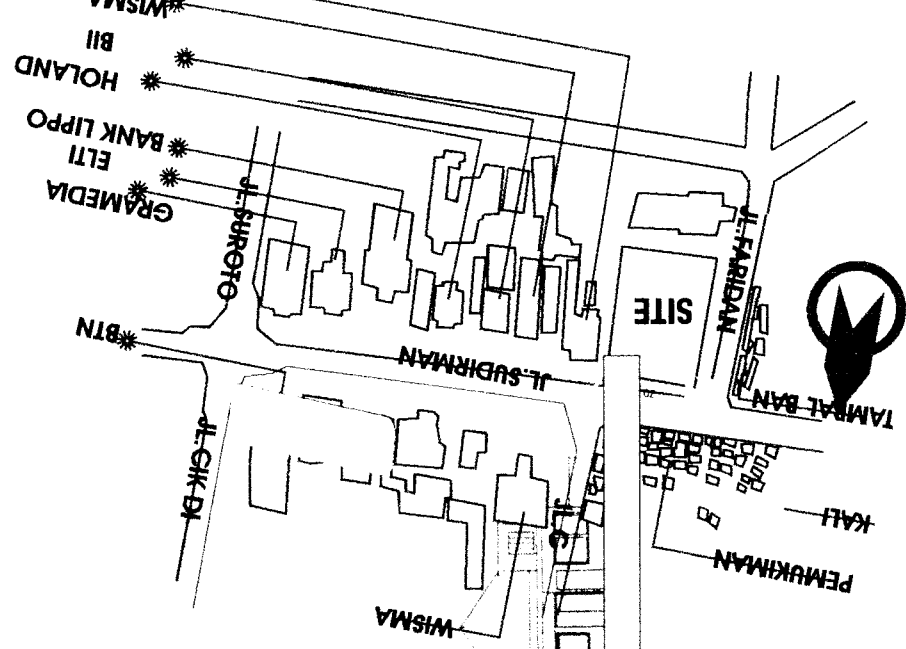 WISMA
BII
HOLAND
BANK LIPPO
ELTI
GRAMEDIA
JL.SUROTO
JL.FARIDAN
SITE
BTN
JL.SUDIRMAN
TAMBAL BAN
JL.CIK DI
KALI
PEMUKIMAN
WISMA